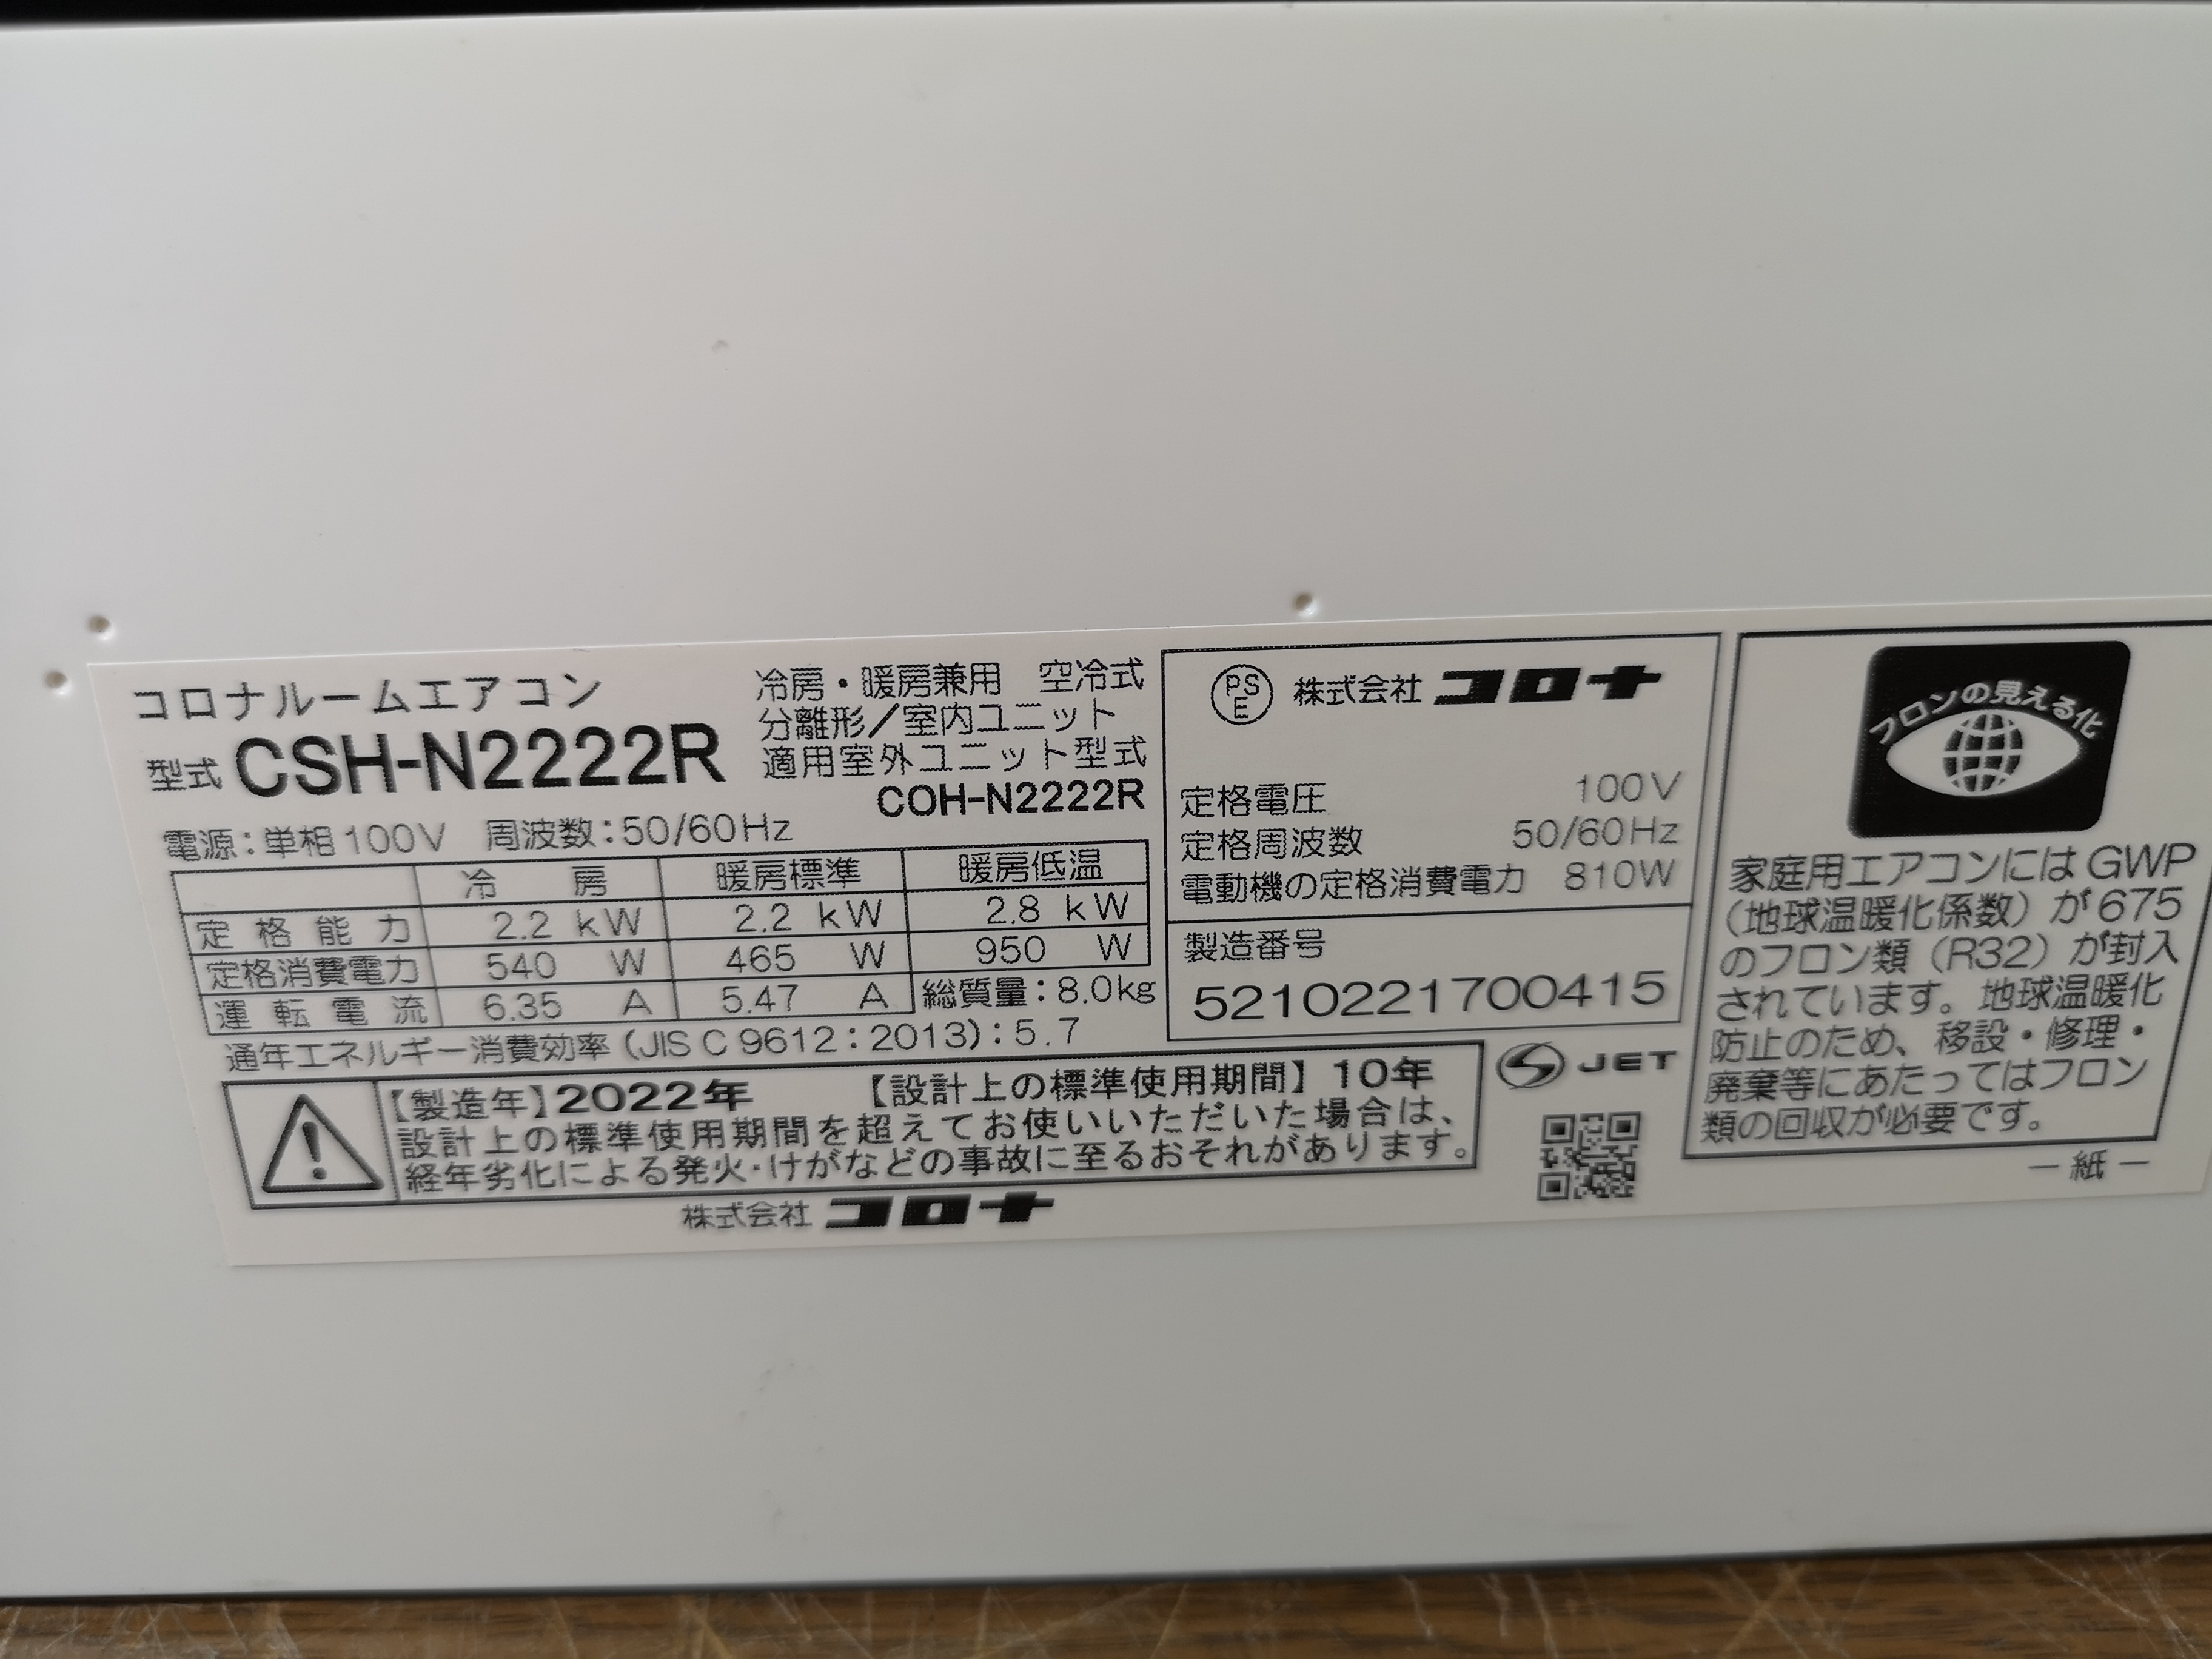 コロナルームエアコン
型式 CSH-N2222R
冷房・暖房兼用 空冷式
分離形／室内ユニット
適用室外ユニット型式
COH-N2222R
電源：単相100V 周波数：50/60Hz
冷房 暖房標準 暖房低温
定格能力 2.2 kW 2.2 kW 2.8 kW
定格消費電力 540 W 465 W 950 W
運転電流 6.35 A 5.47 A 総質量：8.0kg
通年エネルギー消費効率（JIS C 9612：2013）：5.7
【製造年】2022年 【設計上の標準使用期間】10年
設計上の標準使用期間を超えてお使いいただいた場合は、
経年劣化による発火・けがなどの事故に至るおそれがあります。
株式会社 コロナ
PS
E
株式会社 コロナ
定格電圧 100V
定格周波数 50/60Hz
電動機の定格消費電力 810W
製造番号
5210221700415
JET
フロンの見える化
家庭用エアコンにはGWP
（地球温暖化係数）が675
のフロン類（R32）が封入
されています。地球温暖化
防止のため、移設・修理・
廃棄等にあたってはフロン
類の回収が必要です。
－紙－